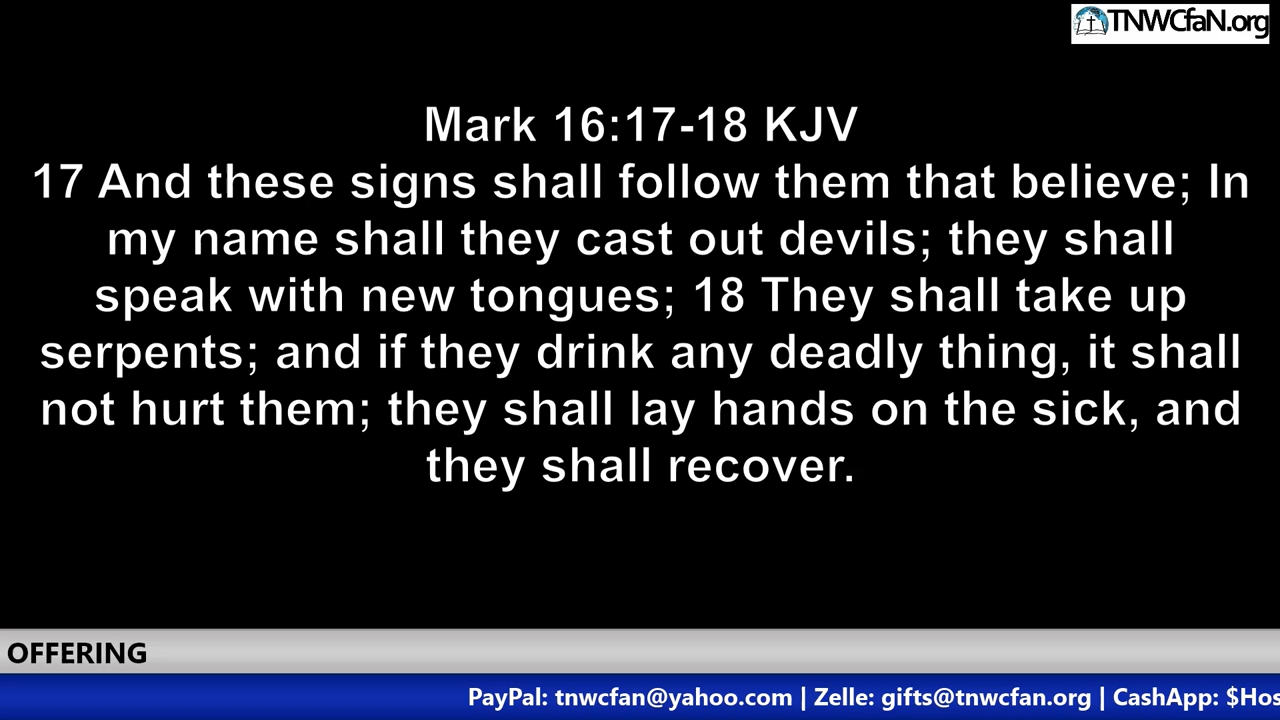 TNWCfaN.org
Mark 16:17-18 KJV
17 And these signs shall follow them that believe; In
my name shall they cast out devils; they shall
speak with new tongues; 18 They shall take up
serpents; and if they drink any deadly thing, it shall
not hurt them; they shall lay hands on the sick, and
they shall recover.
OFFERING
PayPal: tnwcfan@yahoo.com | Zelle: gifts@tnwcfan.org | CashApp: $Hos